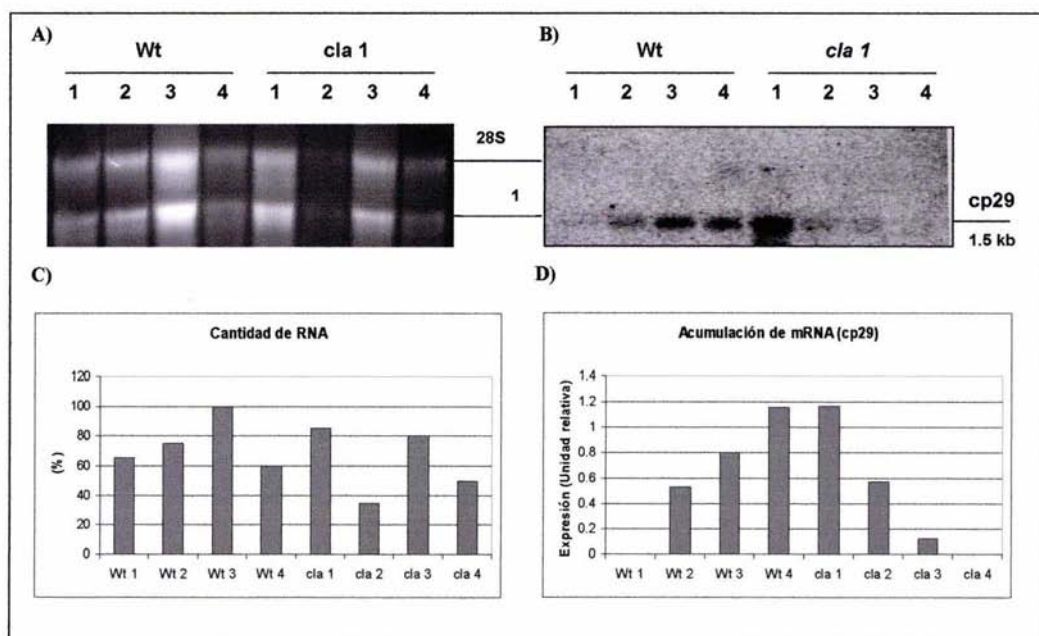 A)
Wt cla 1
1 2 3 4 1 2 3 4
28S
1
B)
Wt cla 1
1 2 3 4 1 2 3 4
cp29
1.5 kb
C)
Cantidad de RNA
(%)
120
100
80
60
40
20
0
Wt 1 Wt 2 Wt 3 Wt 4 cla 1 cla 2 cla 3 cla 4
D)
Acumulación de mRNA (cp29)
Expresión (Unidad relativa)
1.4
1.2
1
0.8
0.6
0.4
0.2
0
Wt 1 Wt 2 Wt 3 Wt 4 cla 1 cla 2 cla 3 cla 4